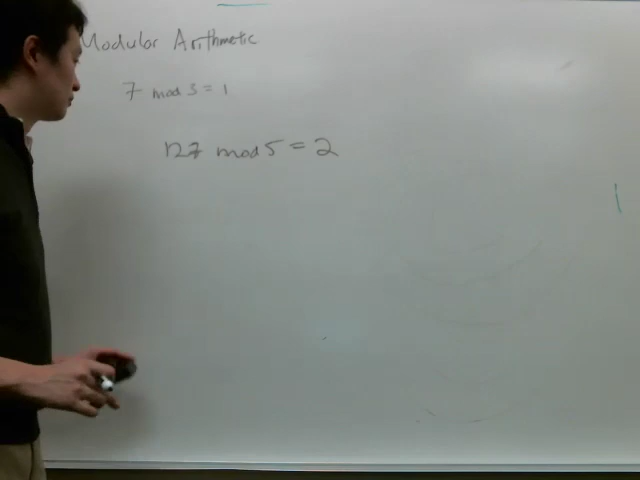 Modular Arithmetic
7 mod 3 = 1
127 mod 5 = 2